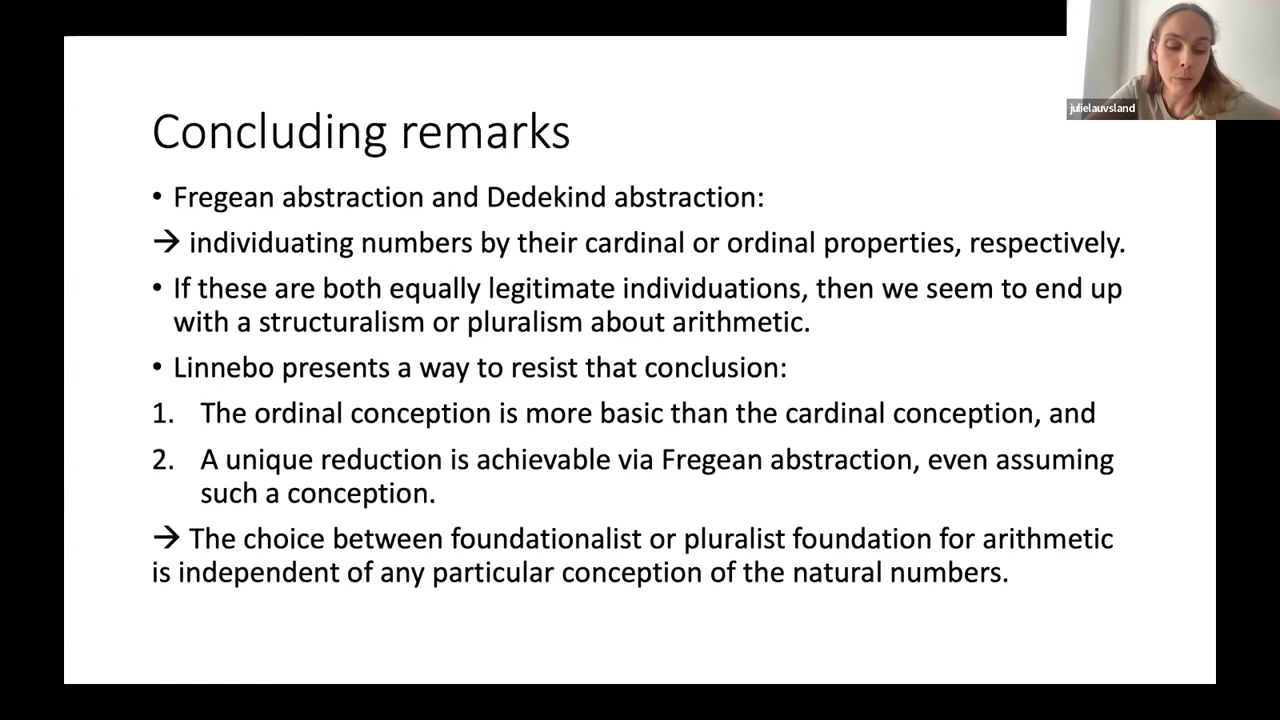 julielauvsland
Concluding remarks
• Fregean abstraction and Dedekind abstraction:
→ individuating numbers by their cardinal or ordinal properties, respectively.
• If these are both equally legitimate individuations, then we seem to end up
with a structuralism or pluralism about arithmetic.
• Linnebo presents a way to resist that conclusion:
1. The ordinal conception is more basic than the cardinal conception, and
2. A unique reduction is achievable via Fregean abstraction, even assuming
such a conception.
→ The choice between foundationalist or pluralist foundation for arithmetic
is independent of any particular conception of the natural numbers.